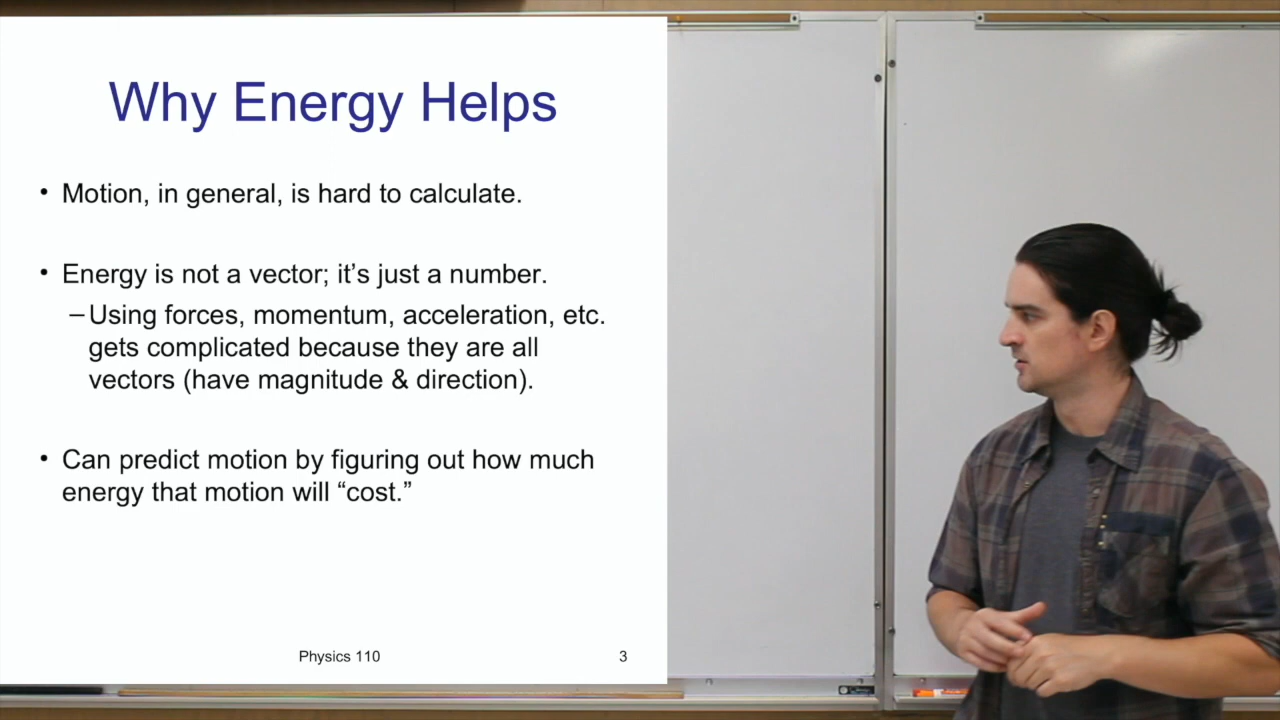 Why Energy Helps
• Motion, in general, is hard to calculate.
• Energy is not a vector; it’s just a number.
– Using forces, momentum, acceleration, etc.
gets complicated because they are all
vectors (have magnitude & direction).
• Can predict motion by figuring out how much
energy that motion will “cost.”
Physics 110
3